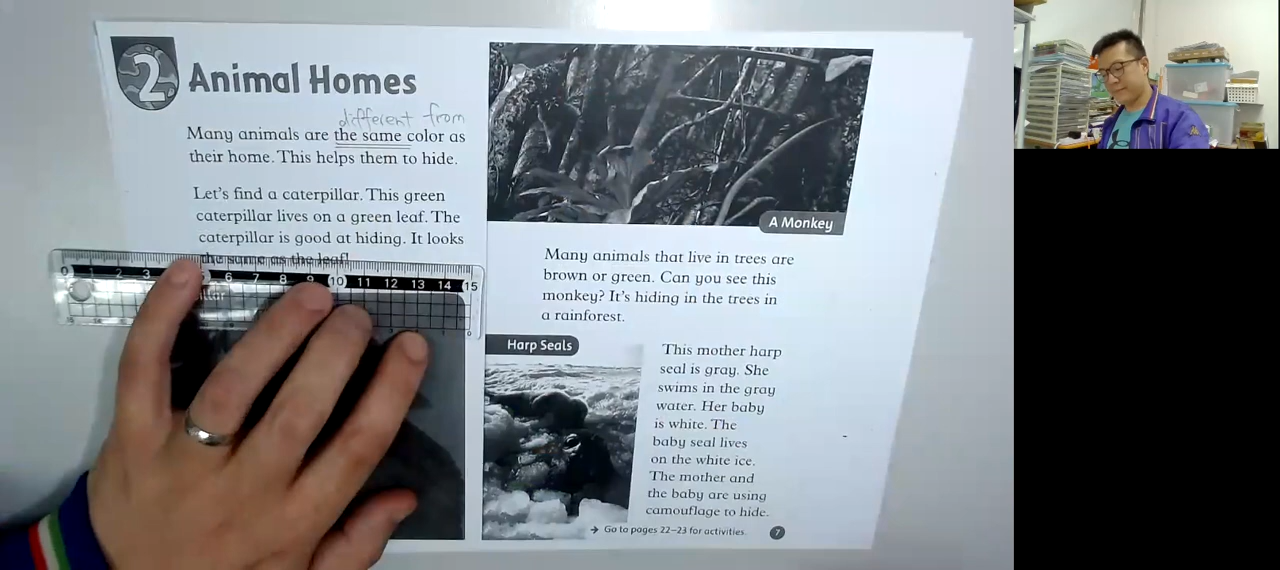 2 Animal Homes
different from
Many animals are the same color as
their home. This helps them to hide.
Let's find a caterpillar. This green
caterpillar lives on a green leaf. The
caterpillar is good at hiding. It looks
the same as the leaf!
0 1 2 3 6 7 8 9 10 11 12 13 14 15
A Monkey
Many animals that live in trees are
brown or green. Can you see this
monkey? It's hiding in the trees in
a rainforest.
Harp Seals
This mother harp
seal is gray. She
swims in the gray
water. Her baby
is white. The
baby seal lives
on the white ice.
The mother and
the baby are using
camouflage to hide.
→ Go to pages 22–23 for activities.
7